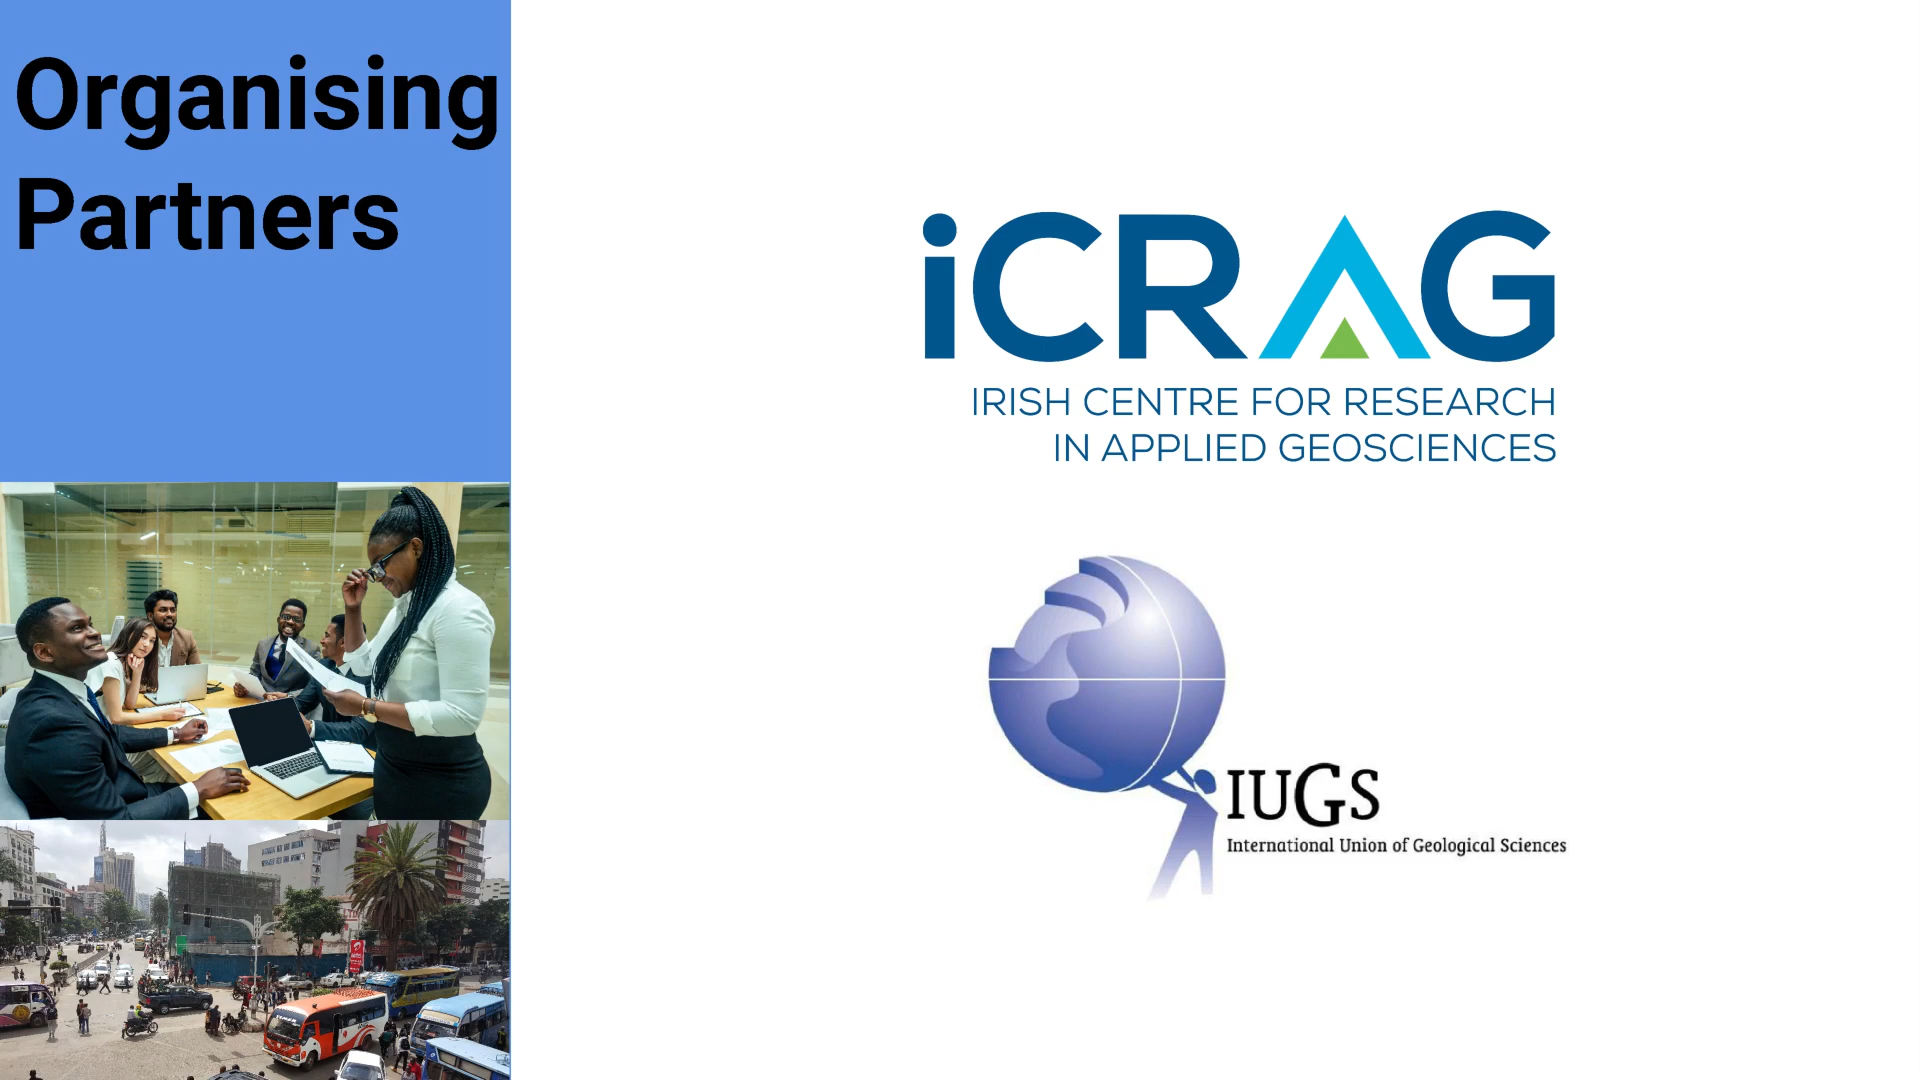 Organising
Partners
iCRAG
IRISH CENTRE FOR RESEARCH
IN APPLIED GEOSCIENCES
IUGS
International Union of Geological Sciences